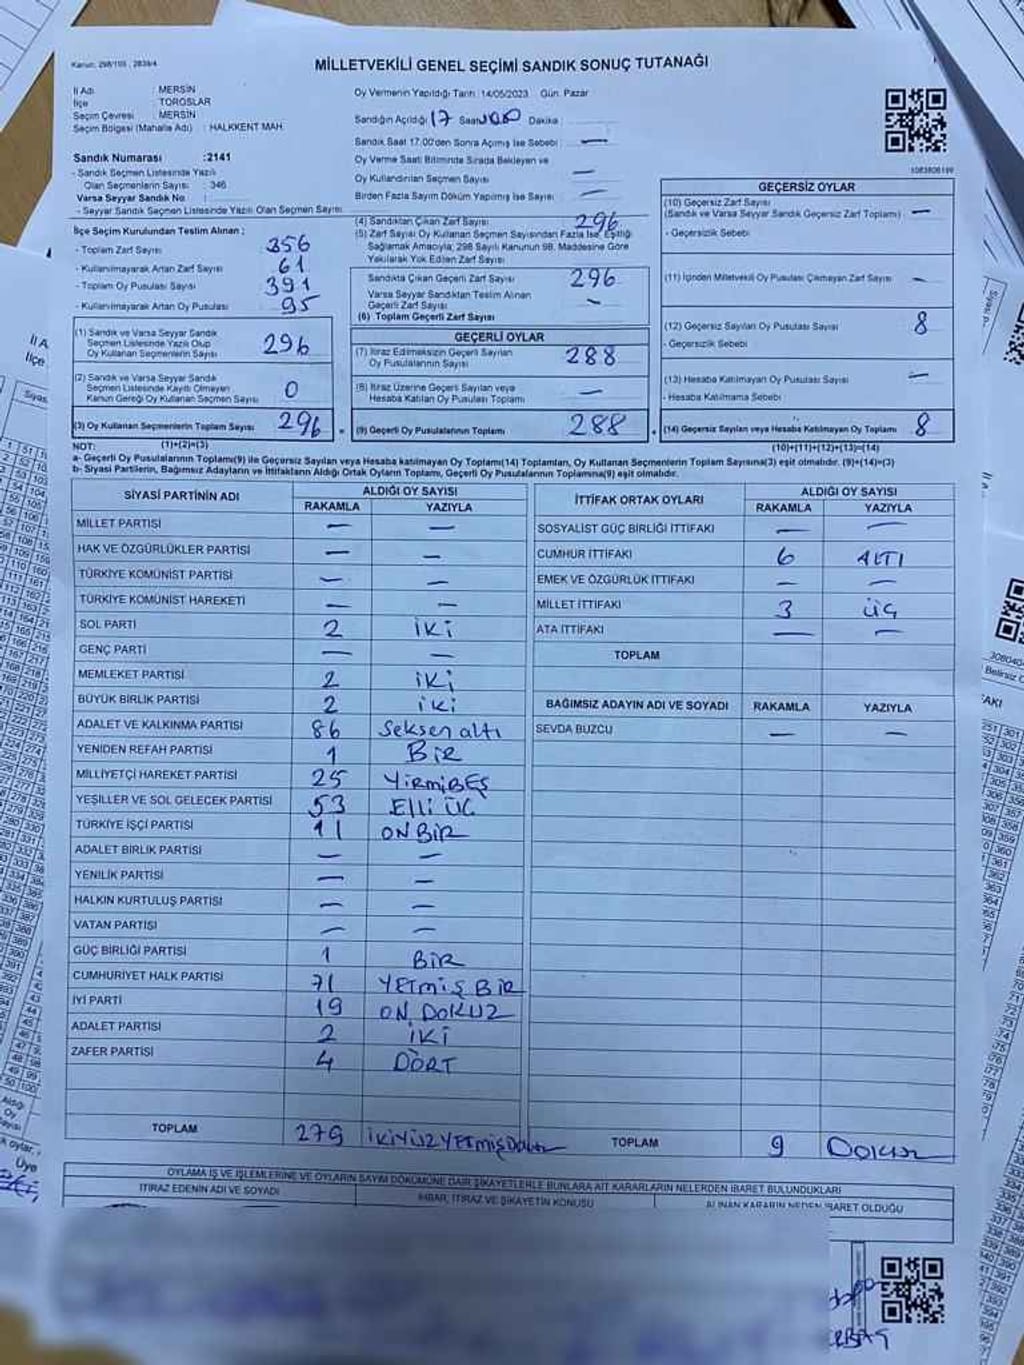 Kanun: 298/105 , 2839/4
MİLLETVEKİLİ GENEL SEÇİMİ SANDIK SONUÇ TUTANAĞI
İl Adı : MERSİN
İlçe : TOROSLAR
Seçim Çevresi : MERSİN
Seçim Bölgesi (Mahalle Adı) : HALKKENT MAH.
Sandık Numarası :2141
- Sandık Seçmen Listesinde Yazılı
Olan Seçmenlerin Sayısı : 346
Varsa Seyyar Sandık No :
- Seyyar Sandık Seçmen Listesinde Yazılı Olan Seçmen Sayısı
Oy Vermenin Yapıldığı Tarih :14/05/2023 Gün: Pazar
Sandığın Açıldığı 17 Saat Dakika :
Sandık Saat 17:00'den Sonra Açılmış İse Sebebi : —
Oy Verme Saati Bitiminde Sırada Bekleyen ve
Oy Kullandırılan Seçmen Sayısı —
Birden Fazla Sayım Döküm Yapılmış İse Sayısı : —
1083806199
İlçe Seçim Kurulundan Teslim Alınan ;
- Toplam Zarf Sayısı 356
- Kullanılmayarak Artan Zarf Sayısı : 61
- Toplam Oy Pusulası Sayısı 391
- Kullanılmayarak Artan Oy Pusulası 95
(1) Sandık ve Varsa Seyyar Sandık
Seçmen Listesinde Yazılı Olup
Oy Kullanan Seçmenlerin Sayısı 296
(2) Sandık ve Varsa Seyyar Sandık
Seçmen Listesinde Kayıtlı Olmayan
Kanun Gereği Oy Kullanan Seçmen Sayısı 0
(3) Oy Kullanan Seçmenlerin Toplam Sayısı 296
(1)+(2)=(3)
(4) Sandıktan Çıkan Zarf Sayısı : 296
(5) Zarf Sayısı Oy Kullanan Seçmen Sayısından Fazla İse, Eşitliği
Sağlamak Amacıyla; 298 Sayılı Kanunun 98. Maddesine Göre
Yakılarak Yok Edilen Zarf Sayısı
Sandıkta Çıkan Geçerli Zarf Sayısı 296
Varsa Seyyar Sandıktan Teslim Alınan
Geçerli Zarf Sayısı —
(6) Toplam Geçerli Zarf Sayısı
GEÇERLİ OYLAR
(7) İtiraz Edilmeksizin Geçerli Sayılan
Oy Pusulalarının Sayısı 288
(8) İtiraz Üzerine Geçerli Sayılan veya
Hesaba Katılan Oy Pusulası Toplamı —
(9) Geçerli Oy Pusulalarının Toplamı 288
GEÇERSİZ OYLAR
(10) Geçersiz Zarf Sayısı
(Sandık ve Varsa Seyyar Sandık Geçersiz Zarf Toplamı) —
- Geçersizlik Sebebi :
(11) İçinden Milletvekili Oy Pusulası Çıkmayan Zarf Sayısı —
(12) Geçersiz Sayılan Oy Pusulası Sayısı 8
- Geçersizlik Sebebi
(13) Hesaba Katılmayan Oy Pusulası Sayısı —
- Hesaba Katılmama Sebebi
(14) Geçersiz Sayılan veya Hesaba Katılmayan Oy Toplamı 8
(10)+(11)+(12)+(13)=(14)
NOT:
a- Geçerli Oy Pusulalarının Toplamı(9) ile Geçersiz Sayılan veya Hesaba katılmayan Oy Toplamı(14) Toplamları, Oy Kullanan Seçmenlerin Toplam Sayısına(3) eşit olmalıdır. (9)+(14)=(3)
b- Siyasi Partilerin, Bağımsız Adayların ve İttifakların Aldığı Ortak Oyların Toplamı, Geçerli Oy Pusulalarının Toplamına(9) eşit olmalıdır.
SİYASİ PARTİNİN ADI ALDIĞI OY SAYISI
RAKAMLA YAZIYLA
MİLLET PARTİSİ — —
HAK VE ÖZGÜRLÜKLER PARTİSİ — —
TÜRKİYE KOMÜNİST PARTİSİ — —
TÜRKİYE KOMÜNİST HAREKETİ — —
SOL PARTİ 2 İKİ
GENÇ PARTİ — —
MEMLEKET PARTİSİ 2 İKİ
BÜYÜK BİRLİK PARTİSİ 2 İKİ
ADALET VE KALKINMA PARTİSİ 86 Seksen altı
YENİDEN REFAH PARTİSİ 1 BİR
MİLLİYETÇİ HAREKET PARTİSİ 25 YİRMİBEŞ
YEŞİLLER VE SOL GELECEK PARTİSİ 53 Elli ÜÇ
TÜRKİYE İŞÇİ PARTİSİ 11 ONBİR
ADALET BİRLİK PARTİSİ — —
YENİLİK PARTİSİ — —
HALKIN KURTULUŞ PARTİSİ — —
VATAN PARTİSİ — —
GÜÇ BİRLİĞİ PARTİSİ 1 BİR
CUMHURİYET HALK PARTİSİ 71 YETMİŞ BİR
İYİ PARTİ 19 ON DOKUZ
ADALET PARTİSİ 2 İKİ
ZAFER PARTİSİ 4 DÖRT
TOPLAM 279 İKİYÜZYETMİŞDOKUZ
İTTİFAK ORTAK OYLARI ALDIĞI OY SAYISI
RAKAMLA YAZIYLA
SOSYALİST GÜÇ BİRLİĞİ İTTİFAKI — —
CUMHUR İTTİFAKI 6 ALTI
EMEK VE ÖZGÜRLÜK İTTİFAKI — —
MİLLET İTTİFAKI 3 ÜÇ
ATA İTTİFAKI — —
TOPLAM
BAĞIMSIZ ADAYIN ADI VE SOYADI RAKAMLA YAZIYLA
SEVDA BUZCU — —
TOPLAM 9 DOKUZ
OYLAMA İŞ VE İŞLEMLERİNE VE OYLARIN SAYIM DÖKÜMÜNE DAİR ŞİKAYETLERLE BUNLARA AİT KARARLARIN NELERDEN İBARET BULUNDUKLARI
İTİRAZ EDENİN ADI VE SOYADI İHBAR, İTİRAZ VE ŞİKAYETİN KONUSU ALINAN KARARIN NEDEN İBARET OLDUĞU